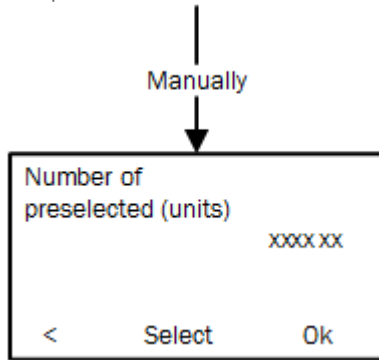 Manually
Number of
preselected (units)
xxxx xx
< Select Ok